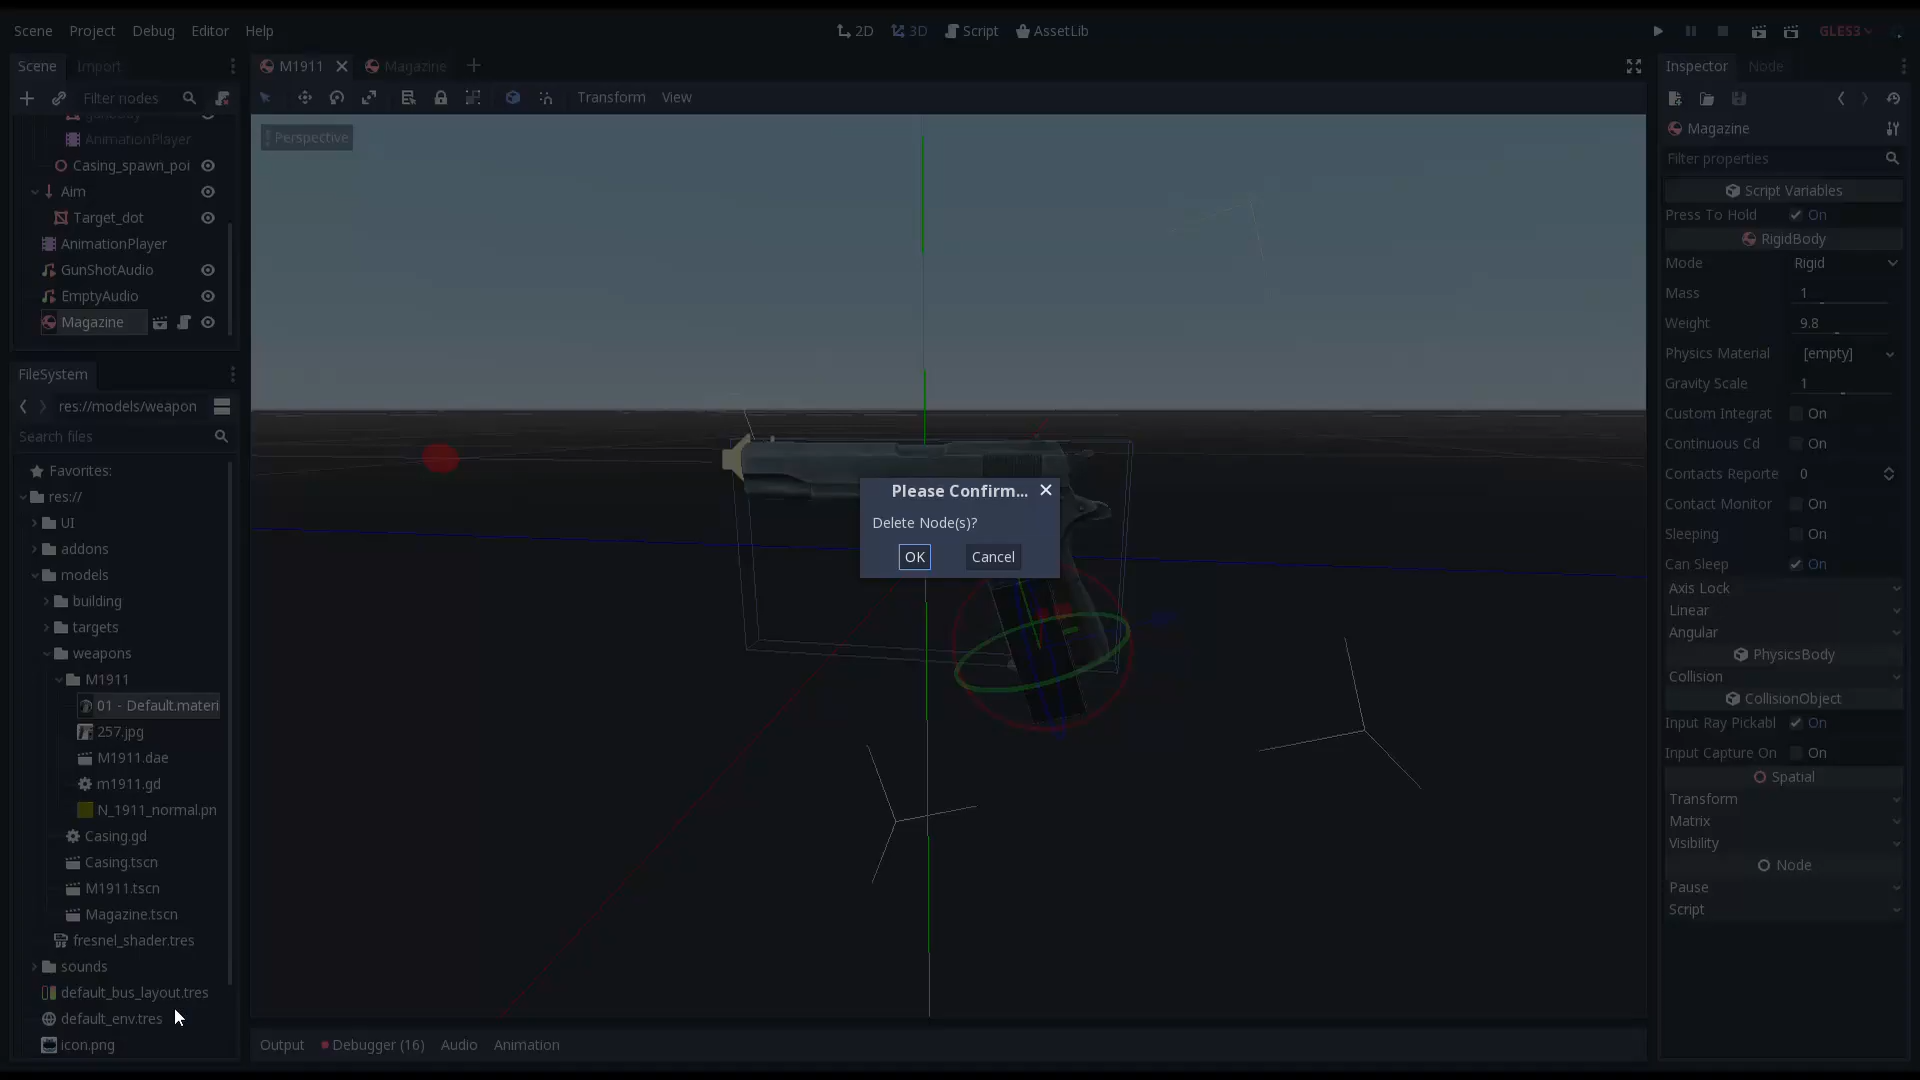 Scene
Project
Debug
Editor
Help
2D
3D
Script
AssetLib
GLES3
Scene
Import
M1911
Magazine
Inspector
Node
Filter nodes
Transform
View
Perspective
AnimationPlayer
Casing_spawn_poi
Aim
Target_dot
AnimationPlayer
GunShotAudio
EmptyAudio
Magazine
FileSystem
res://models/weapon
Search files
Favorites:
res://
UI
addons
models
building
targets
weapons
M1911
01 - Default.materi
257.jpg
M1911.dae
m1911.gd
N_1911_normal.pn
Casing.gd
Casing.tscn
M1911.tscn
Magazine.tscn
fresnel_shader.tres
sounds
default_bus_layout.tres
default_env.tres
icon.png
Please Confirm...
Delete Node(s)?
OK
Cancel
Output
Debugger (16)
Audio
Animation
Magazine
Filter properties
Script Variables
Press To Hold On
RigidBody
Mode Rigid
Mass 1
Weight 9.8
Physics Material [empty]
Gravity Scale 1
Custom Integrat On
Continuous Cd On
Contacts Reporte 0
Contact Monitor On
Sleeping On
Can Sleep On
Axis Lock
Linear
Angular
PhysicsBody
Collision
CollisionObject
Input Ray Pickabl On
Input Capture On On
Spatial
Transform
Matrix
Visibility
Node
Pause
Script